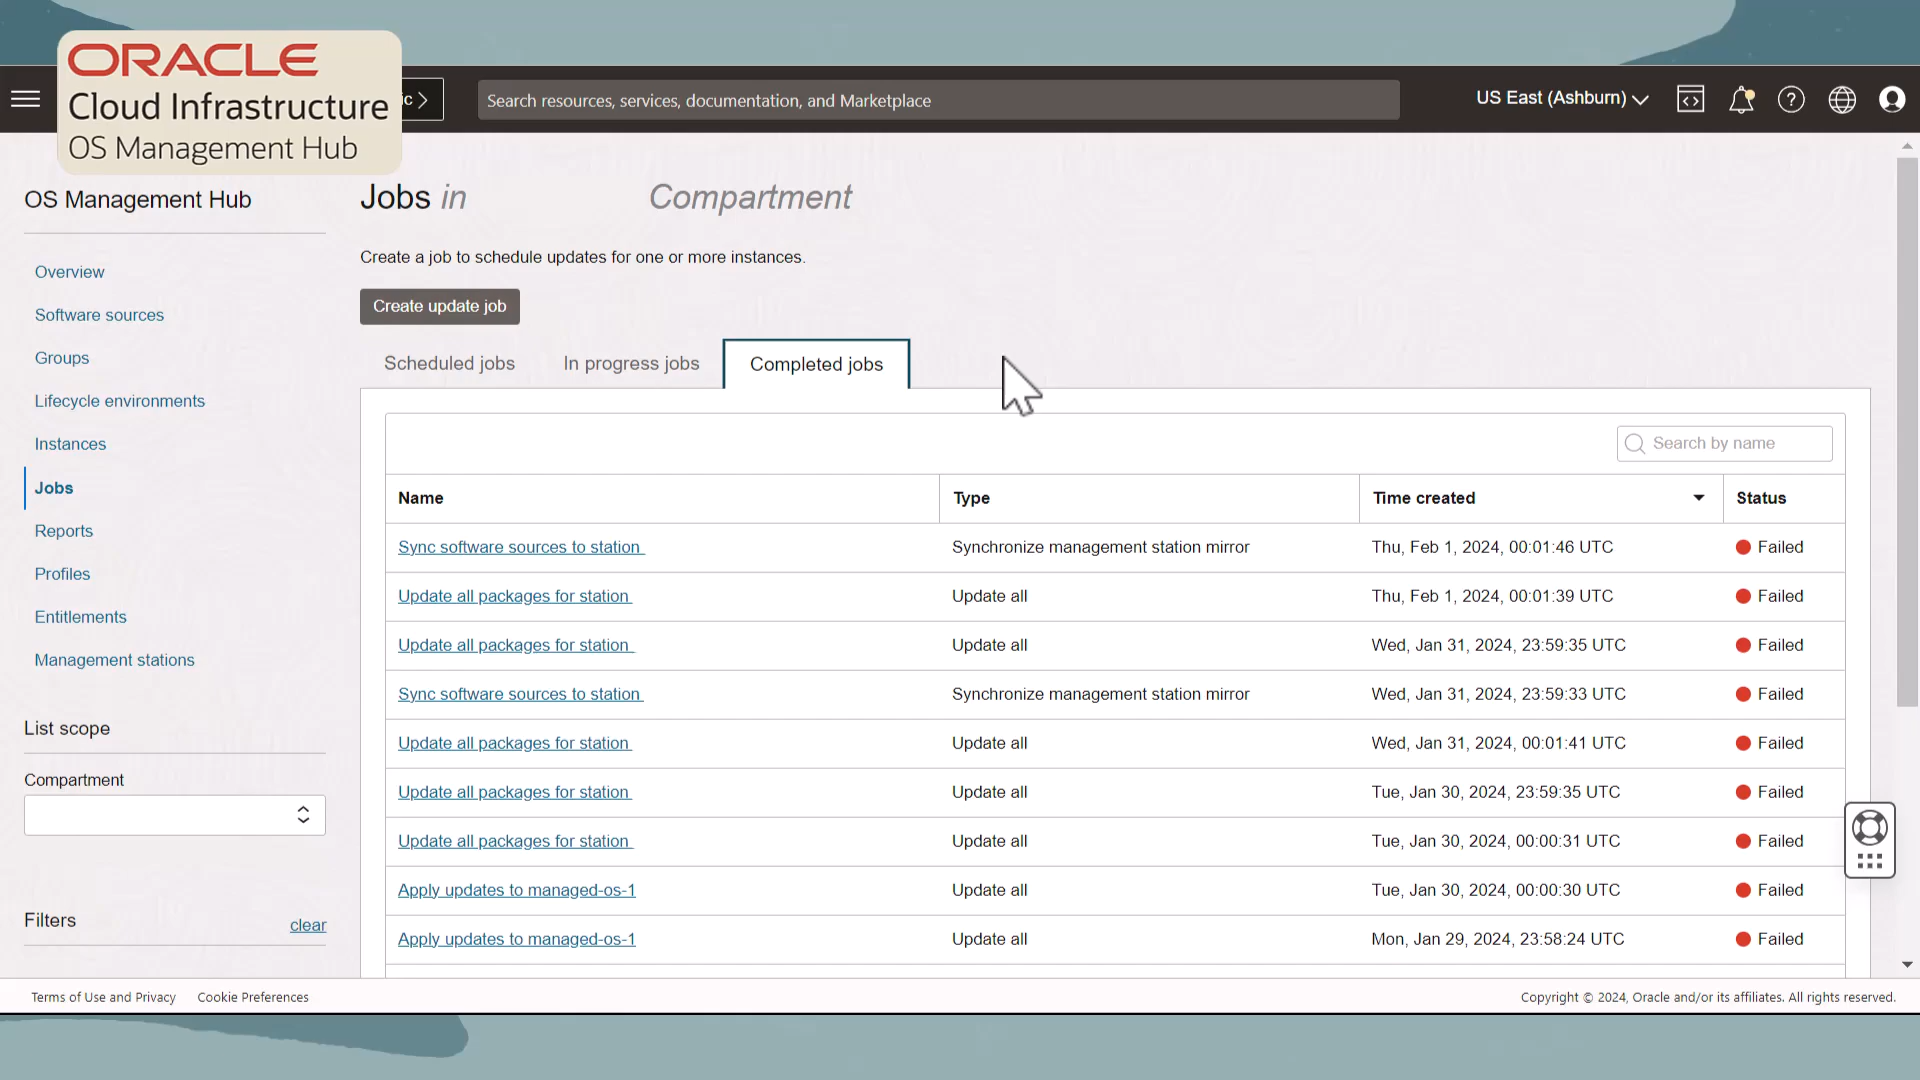 ORACLE
Cloud Infrastructure
OS Management Hub
ic
Search resources, services, documentation, and Marketplace
US East (Ashburn)
OS Management Hub
Overview
Software sources
Groups
Lifecycle environments
Instances
Jobs
Reports
Profiles
Entitlements
Management stations
List scope
Compartment
Filters
clear
Jobs in Compartment
Create a job to schedule updates for one or more instances.
Create update job
Scheduled jobs In progress jobs Completed jobs
Search by name
Name Type Time created Status
Sync software sources to station Synchronize management station mirror Thu, Feb 1, 2024, 00:01:46 UTC Failed
Update all packages for station Update all Thu, Feb 1, 2024, 00:01:39 UTC Failed
Update all packages for station Update all Wed, Jan 31, 2024, 23:59:35 UTC Failed
Sync software sources to station Synchronize management station mirror Wed, Jan 31, 2024, 23:59:33 UTC Failed
Update all packages for station Update all Wed, Jan 31, 2024, 00:01:41 UTC Failed
Update all packages for station Update all Tue, Jan 30, 2024, 23:59:35 UTC Failed
Update all packages for station Update all Tue, Jan 30, 2024, 00:00:31 UTC Failed
Apply updates to managed-os-1 Update all Tue, Jan 30, 2024, 00:00:30 UTC Failed
Apply updates to managed-os-1 Update all Mon, Jan 29, 2024, 23:58:24 UTC Failed
Terms of Use and Privacy Cookie Preferences
Copyright © 2024, Oracle and/or its affiliates. All rights reserved.